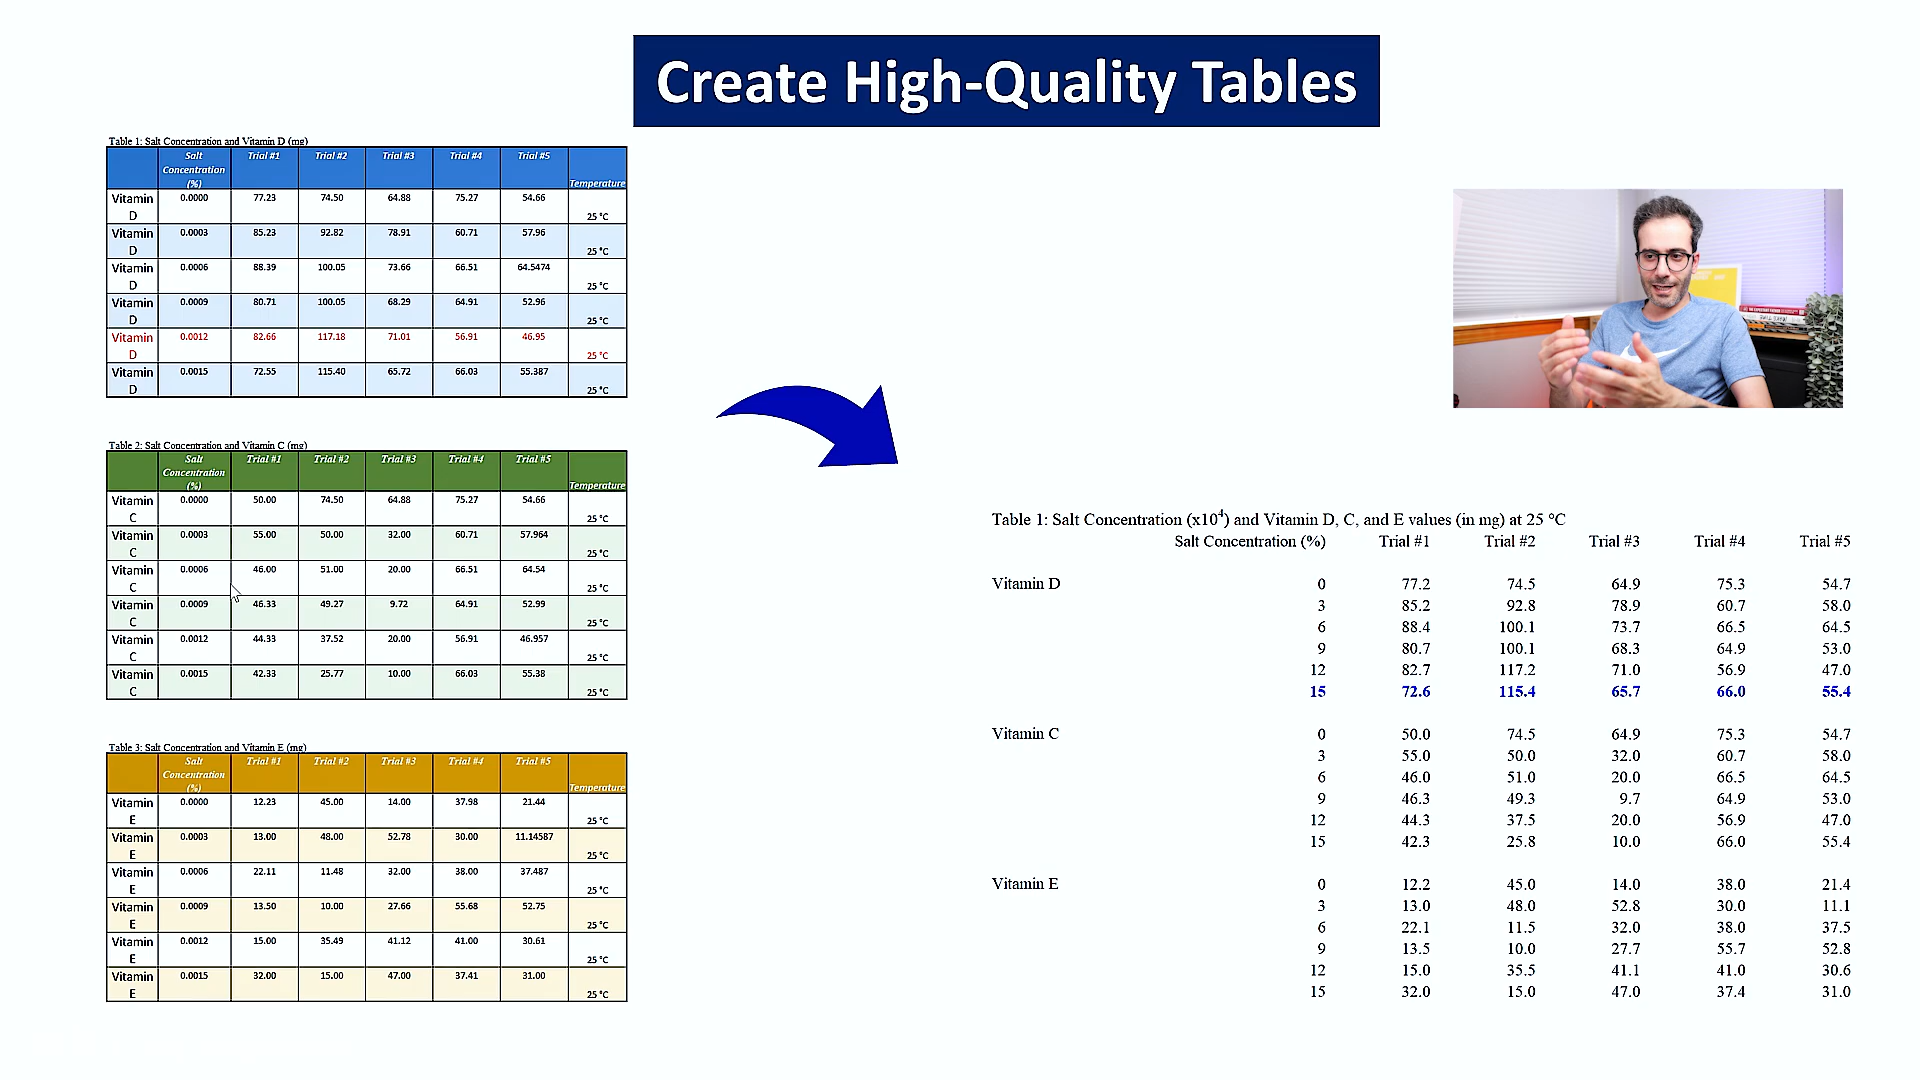 Create High-Quality Tables
Table 1: Salt Concentration and Vitamin D (mg)
Salt Concentration (%) Trial #1 Trial #2 Trial #3 Trial #4 Trial #5 Temperature
Vitamin D 0.0000 77.23 74.50 64.88 75.27 54.66 25 °C
Vitamin D 0.0003 85.23 92.82 78.91 60.71 57.96 25 °C
Vitamin D 0.0006 88.39 100.05 73.66 66.51 64.5474 25 °C
Vitamin D 0.0009 80.71 100.05 68.29 64.91 52.96 25 °C
Vitamin D 0.0012 82.66 117.18 71.01 56.91 46.95 25 °C
Vitamin D 0.0015 72.55 115.40 65.72 66.03 55.387 25 °C
Table 2: Salt Concentration and Vitamin C (mg)
Salt Concentration (%) Trial #1 Trial #2 Trial #3 Trial #4 Trial #5 Temperature
Vitamin C 0.0000 50.00 74.50 64.88 75.27 54.66 25 °C
Vitamin C 0.0003 55.00 50.00 32.00 60.71 57.964 25 °C
Vitamin C 0.0006 46.00 51.00 20.00 66.51 64.54 25 °C
Vitamin C 0.0009 46.33 49.27 9.72 64.91 52.99 25 °C
Vitamin C 0.0012 44.33 37.52 20.00 56.91 46.957 25 °C
Vitamin C 0.0015 42.33 25.77 10.00 66.03 55.38 25 °C
Table 3: Salt Concentration and Vitamin E (mg)
Salt Concentration (%) Trial #1 Trial #2 Trial #3 Trial #4 Trial #5 Temperature
Vitamin E 0.0000 12.23 45.00 14.00 37.98 21.44 25 °C
Vitamin E 0.0003 13.00 48.00 52.78 30.00 11.14587 25 °C
Vitamin E 0.0006 22.11 11.48 32.00 38.00 37.487 25 °C
Vitamin E 0.0009 13.50 10.00 27.66 55.68 52.75 25 °C
Vitamin E 0.0012 15.00 35.49 41.12 41.00 30.61 25 °C
Vitamin E 0.0015 32.00 15.00 47.00 37.41 31.00 25 °C
Table 1: Salt Concentration (x10⁴) and Vitamin D, C, and E values (in mg) at 25 °C
Salt Concentration (%) Trial #1 Trial #2 Trial #3 Trial #4 Trial #5
Vitamin D 0 77.2 74.5 64.9 75.3 54.7
3 85.2 92.8 78.9 60.7 58.0
6 88.4 100.1 73.7 66.5 64.5
9 80.7 100.1 68.3 64.9 53.0
12 82.7 117.2 71.0 56.9 47.0
15 72.6 115.4 65.7 66.0 55.4
Vitamin C 0 50.0 74.5 64.9 75.3 54.7
3 55.0 50.0 32.0 60.7 58.0
6 46.0 51.0 20.0 66.5 64.5
9 46.3 49.3 9.7 64.9 53.0
12 44.3 37.5 20.0 56.9 47.0
15 42.3 25.8 10.0 66.0 55.4
Vitamin E 0 12.2 45.0 14.0 38.0 21.4
3 13.0 48.0 52.8 30.0 11.1
6 22.1 11.5 32.0 38.0 37.5
9 13.5 10.0 27.7 55.7 52.8
12 15.0 35.5 41.1 41.0 30.6
15 32.0 15.0 47.0 37.4 31.0